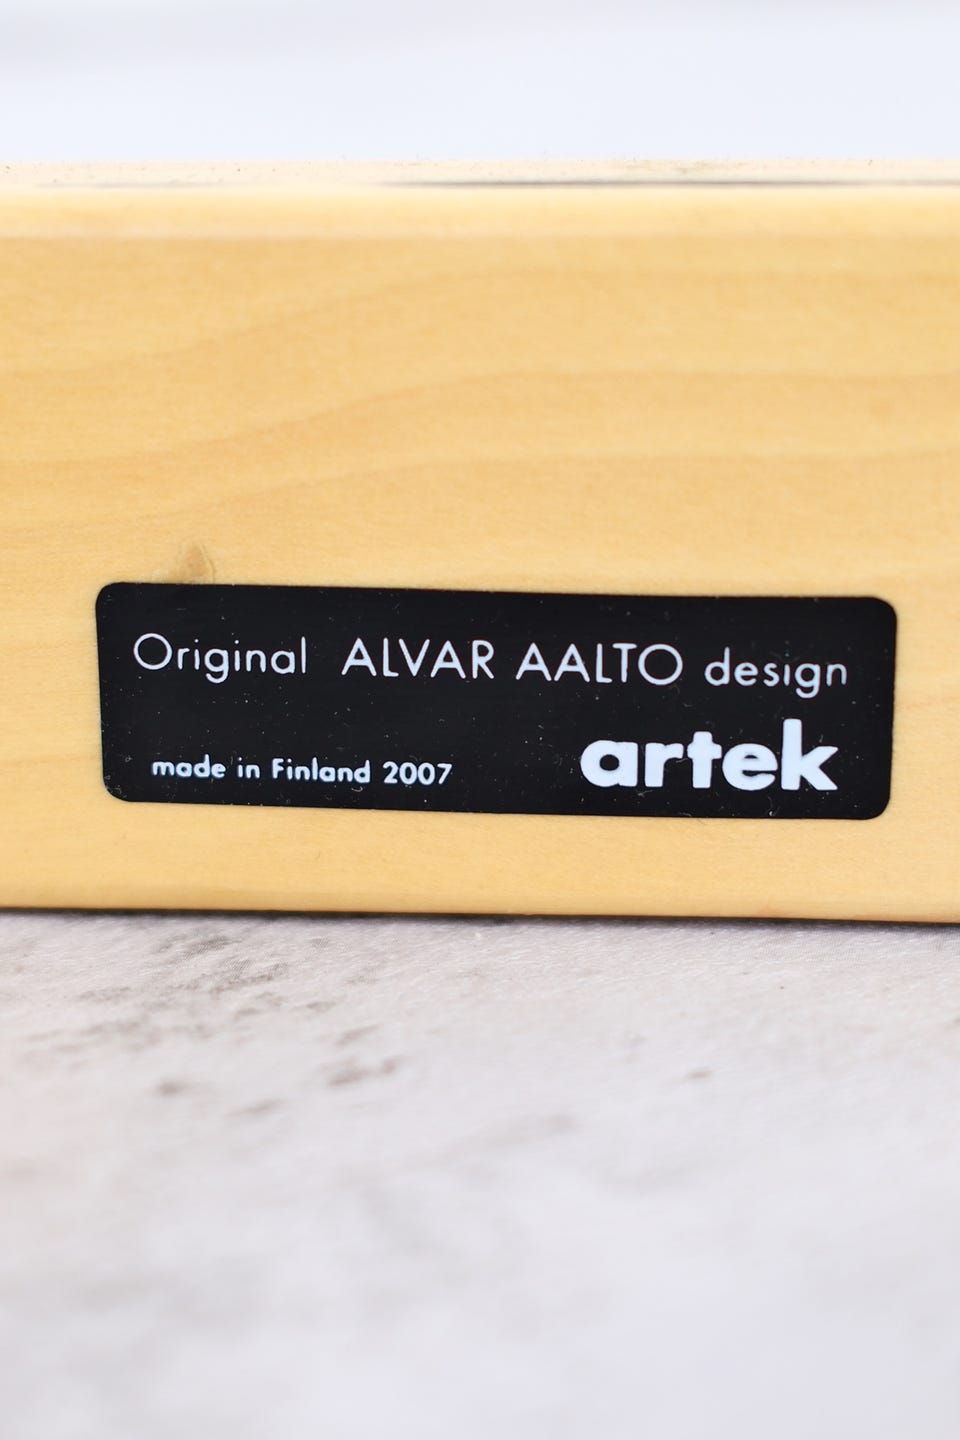 Original ALVAR AALTO design
made in Finland 2007 artek